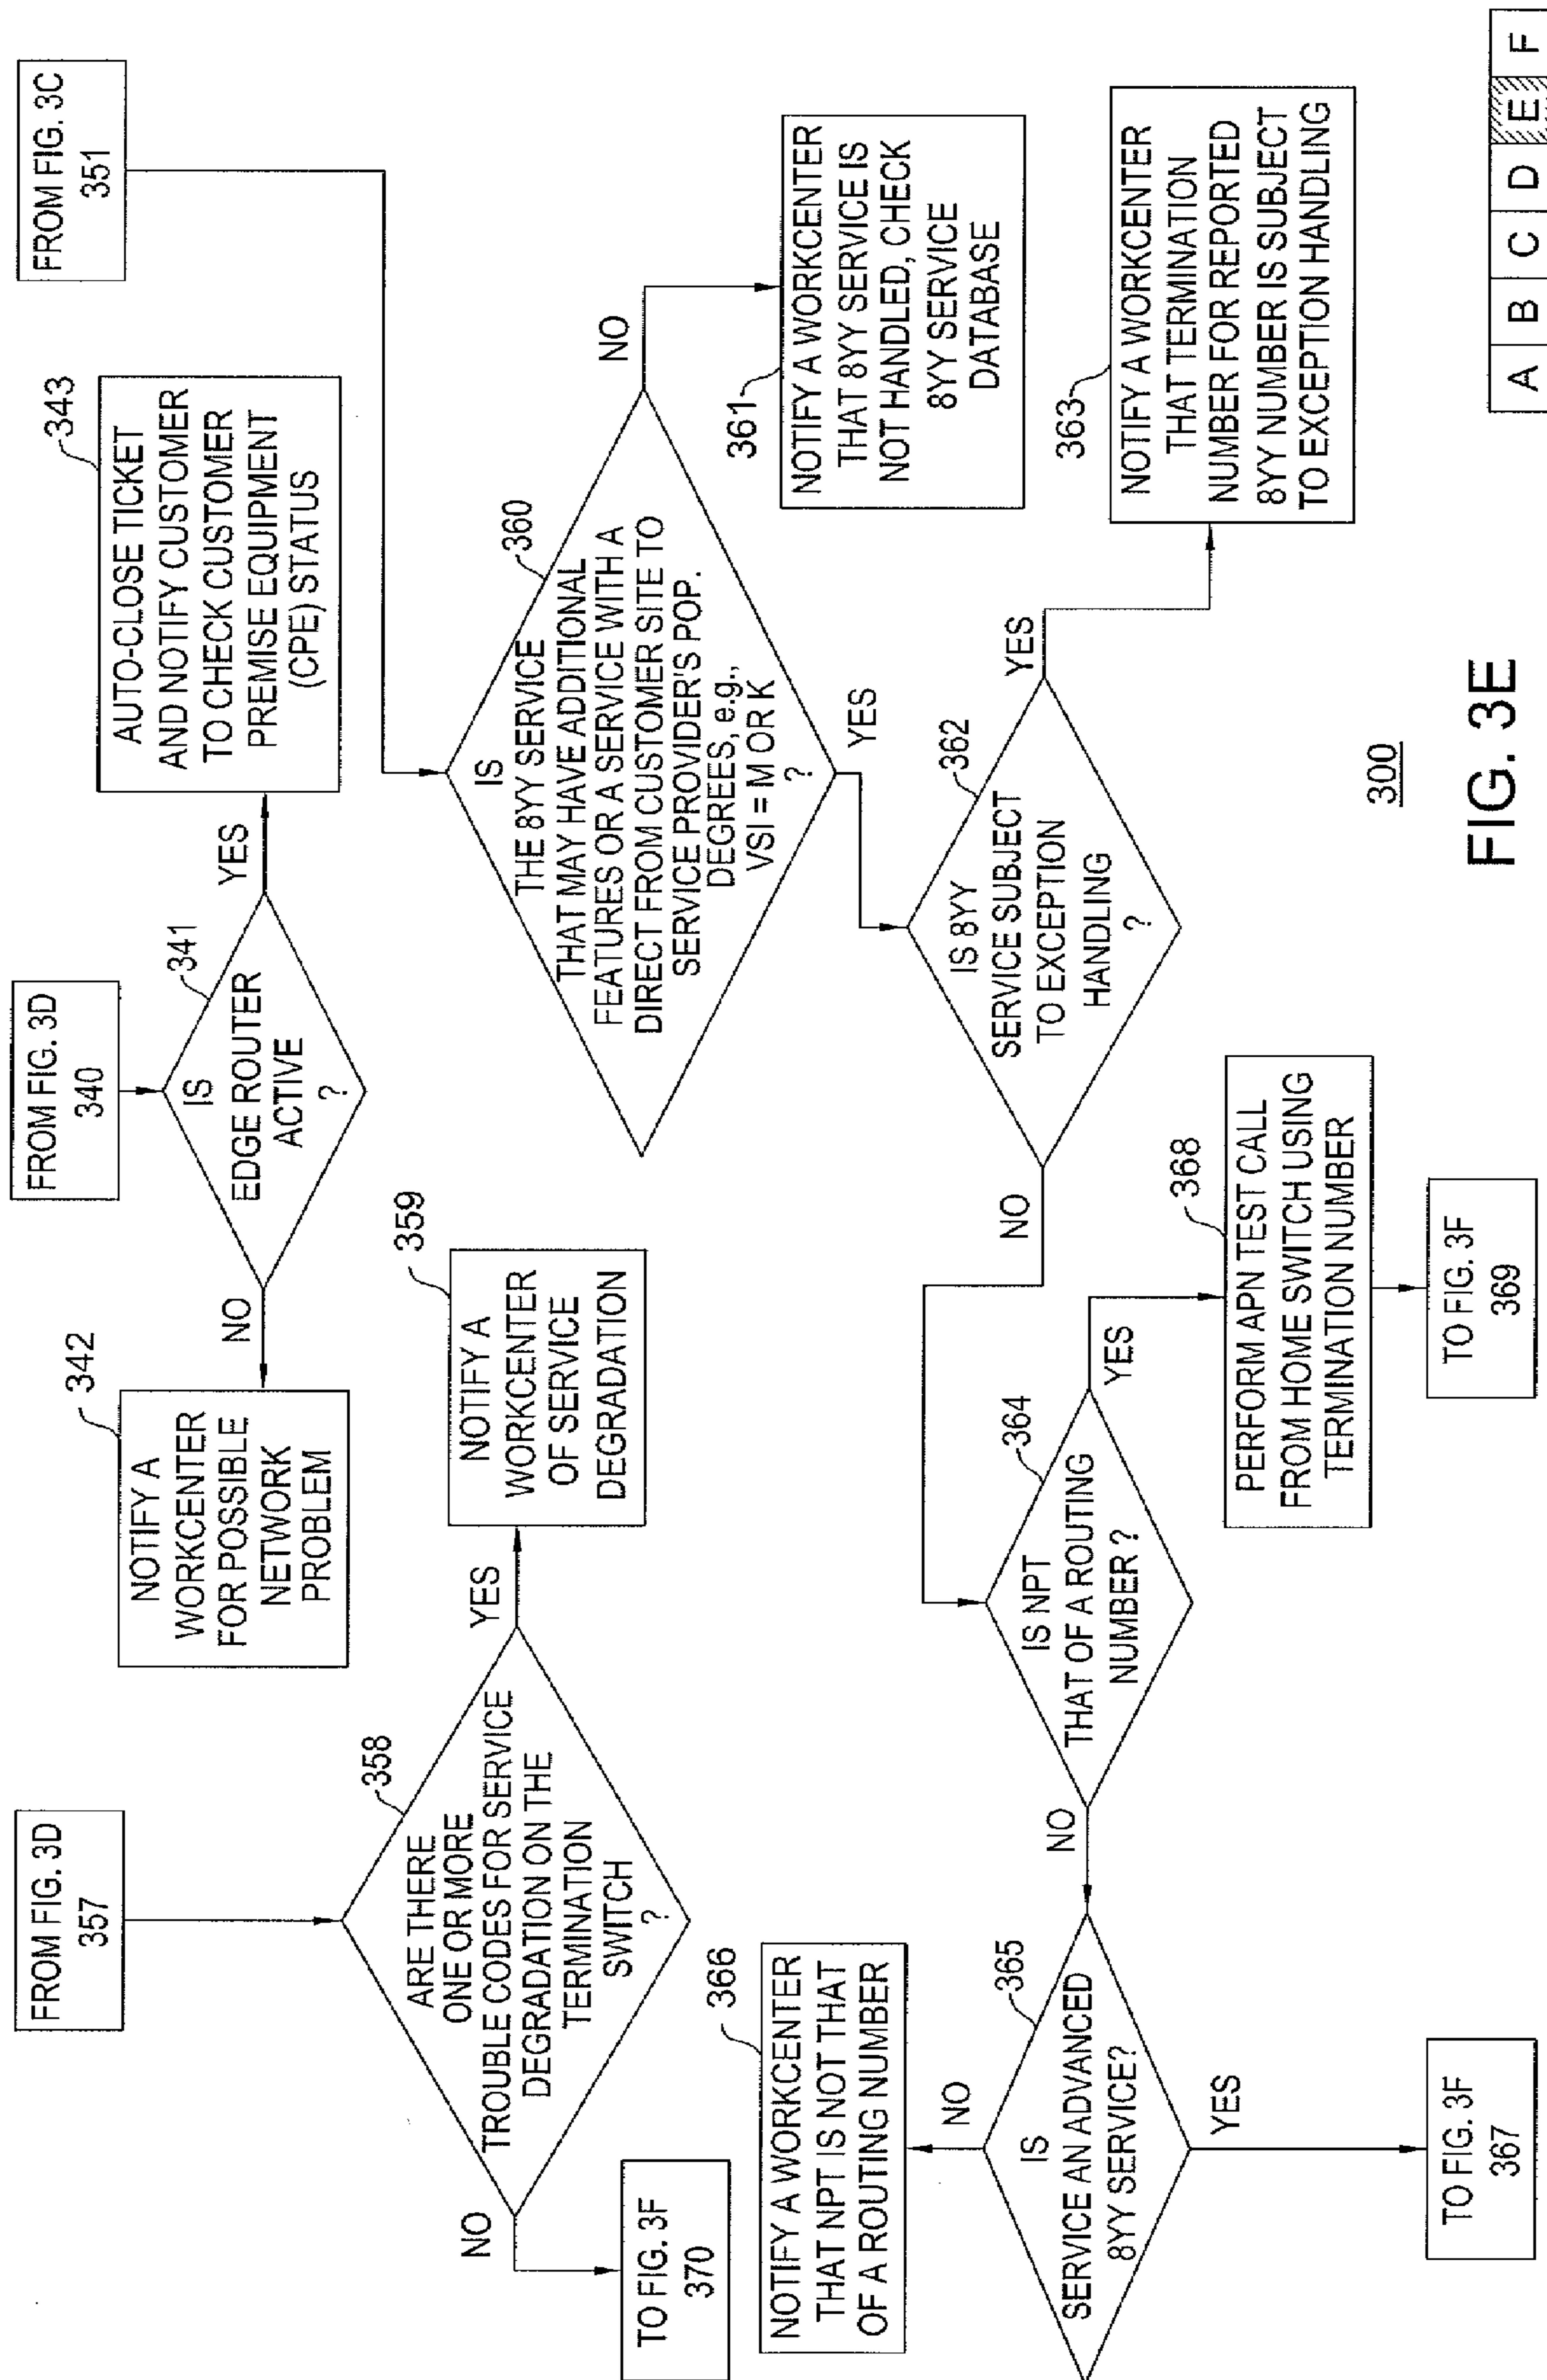 FROM FIG. 3D
357
358
ARE THERE
ONE OR MORE
TROUBLE CODES FOR SERVICE
DEGRADATION ON THE
TERMINATION
SWITCH
?
YES
NO
359
NOTIFY A
WORKCENTER
OF SERVICE
DEGRADATION
TO FIG. 3F
370
FROM FIG. 3D
340
341
IS
EDGE ROUTER
ACTIVE
?
NO
YES
342
NOTIFY A
WORKCENTER
FOR POSSIBLE
NETWORK
PROBLEM
343
AUTO-CLOSE TICKET
AND NOTIFY CUSTOMER
TO CHECK CUSTOMER
PREMISE EQUIPMENT
(CPE) STATUS
FROM FIG. 3C
351
360
IS
THE 8YY SERVICE
THAT MAY HAVE ADDITIONAL
FEATURES OR A SERVICE WITH A
DIRECT FROM CUSTOMER SITE TO
SERVICE PROVIDER'S POP.
DEGREES, e.g.,
VSI = M OR K
?
NO
YES
361
NOTIFY A WORKCENTER
THAT 8YY SERVICE IS
NOT HANDLED, CHECK
8YY SERVICE
DATABASE
362
IS 8YY
SERVICE SUBJECT
TO EXCEPTION
HANDLING
?
YES
NO
363
NOTIFY A WORKCENTER
THAT TERMINATION
NUMBER FOR REPORTED
8YY NUMBER IS SUBJECT
TO EXCEPTION HANDLING
364
IS NPT
THAT OF A ROUTING
NUMBER ?
NO
YES
365
IS
SERVICE AN ADVANCED
8YY SERVICE?
NO
YES
366
NOTIFY A WORKCENTER
THAT NPT IS NOT THAT
OF A ROUTING NUMBER
TO FIG. 3F
367
368
PERFORM APN TEST CALL
FROM HOME SWITCH USING
TERMINATION NUMBER
TO FIG. 3F
369
300
FIG. 3E
A B C D E F